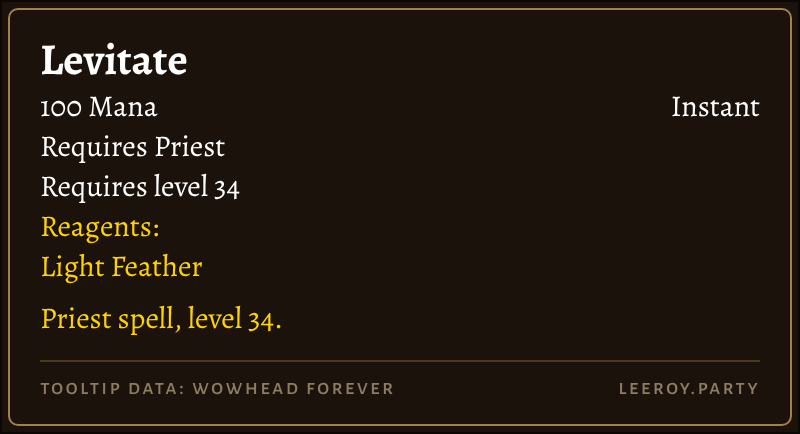 Levitate
100 Mana Instant
Requires Priest
Requires level 34
Reagents:
Light Feather
Priest spell, level 34.
TOOLTIP DATA: WOWHEAD FOREVER LEEROY.PARTY